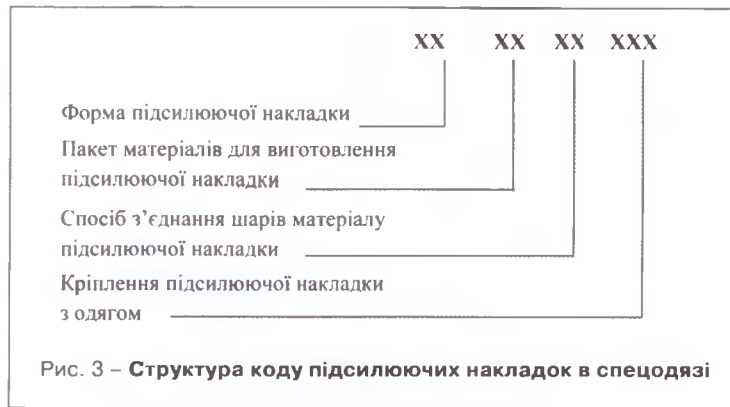 XX XX XX XXX
Форма підсилюючої накладки
Пакет матеріалів для виготовлення
підсилюючої накладки
Спосіб з'єднання шарів матеріалу
підсилюючої накладки
Кріплення підсилюючої накладки
з одягом
Рис. 3 – Структура коду підсилюючих накладок в спецодязі